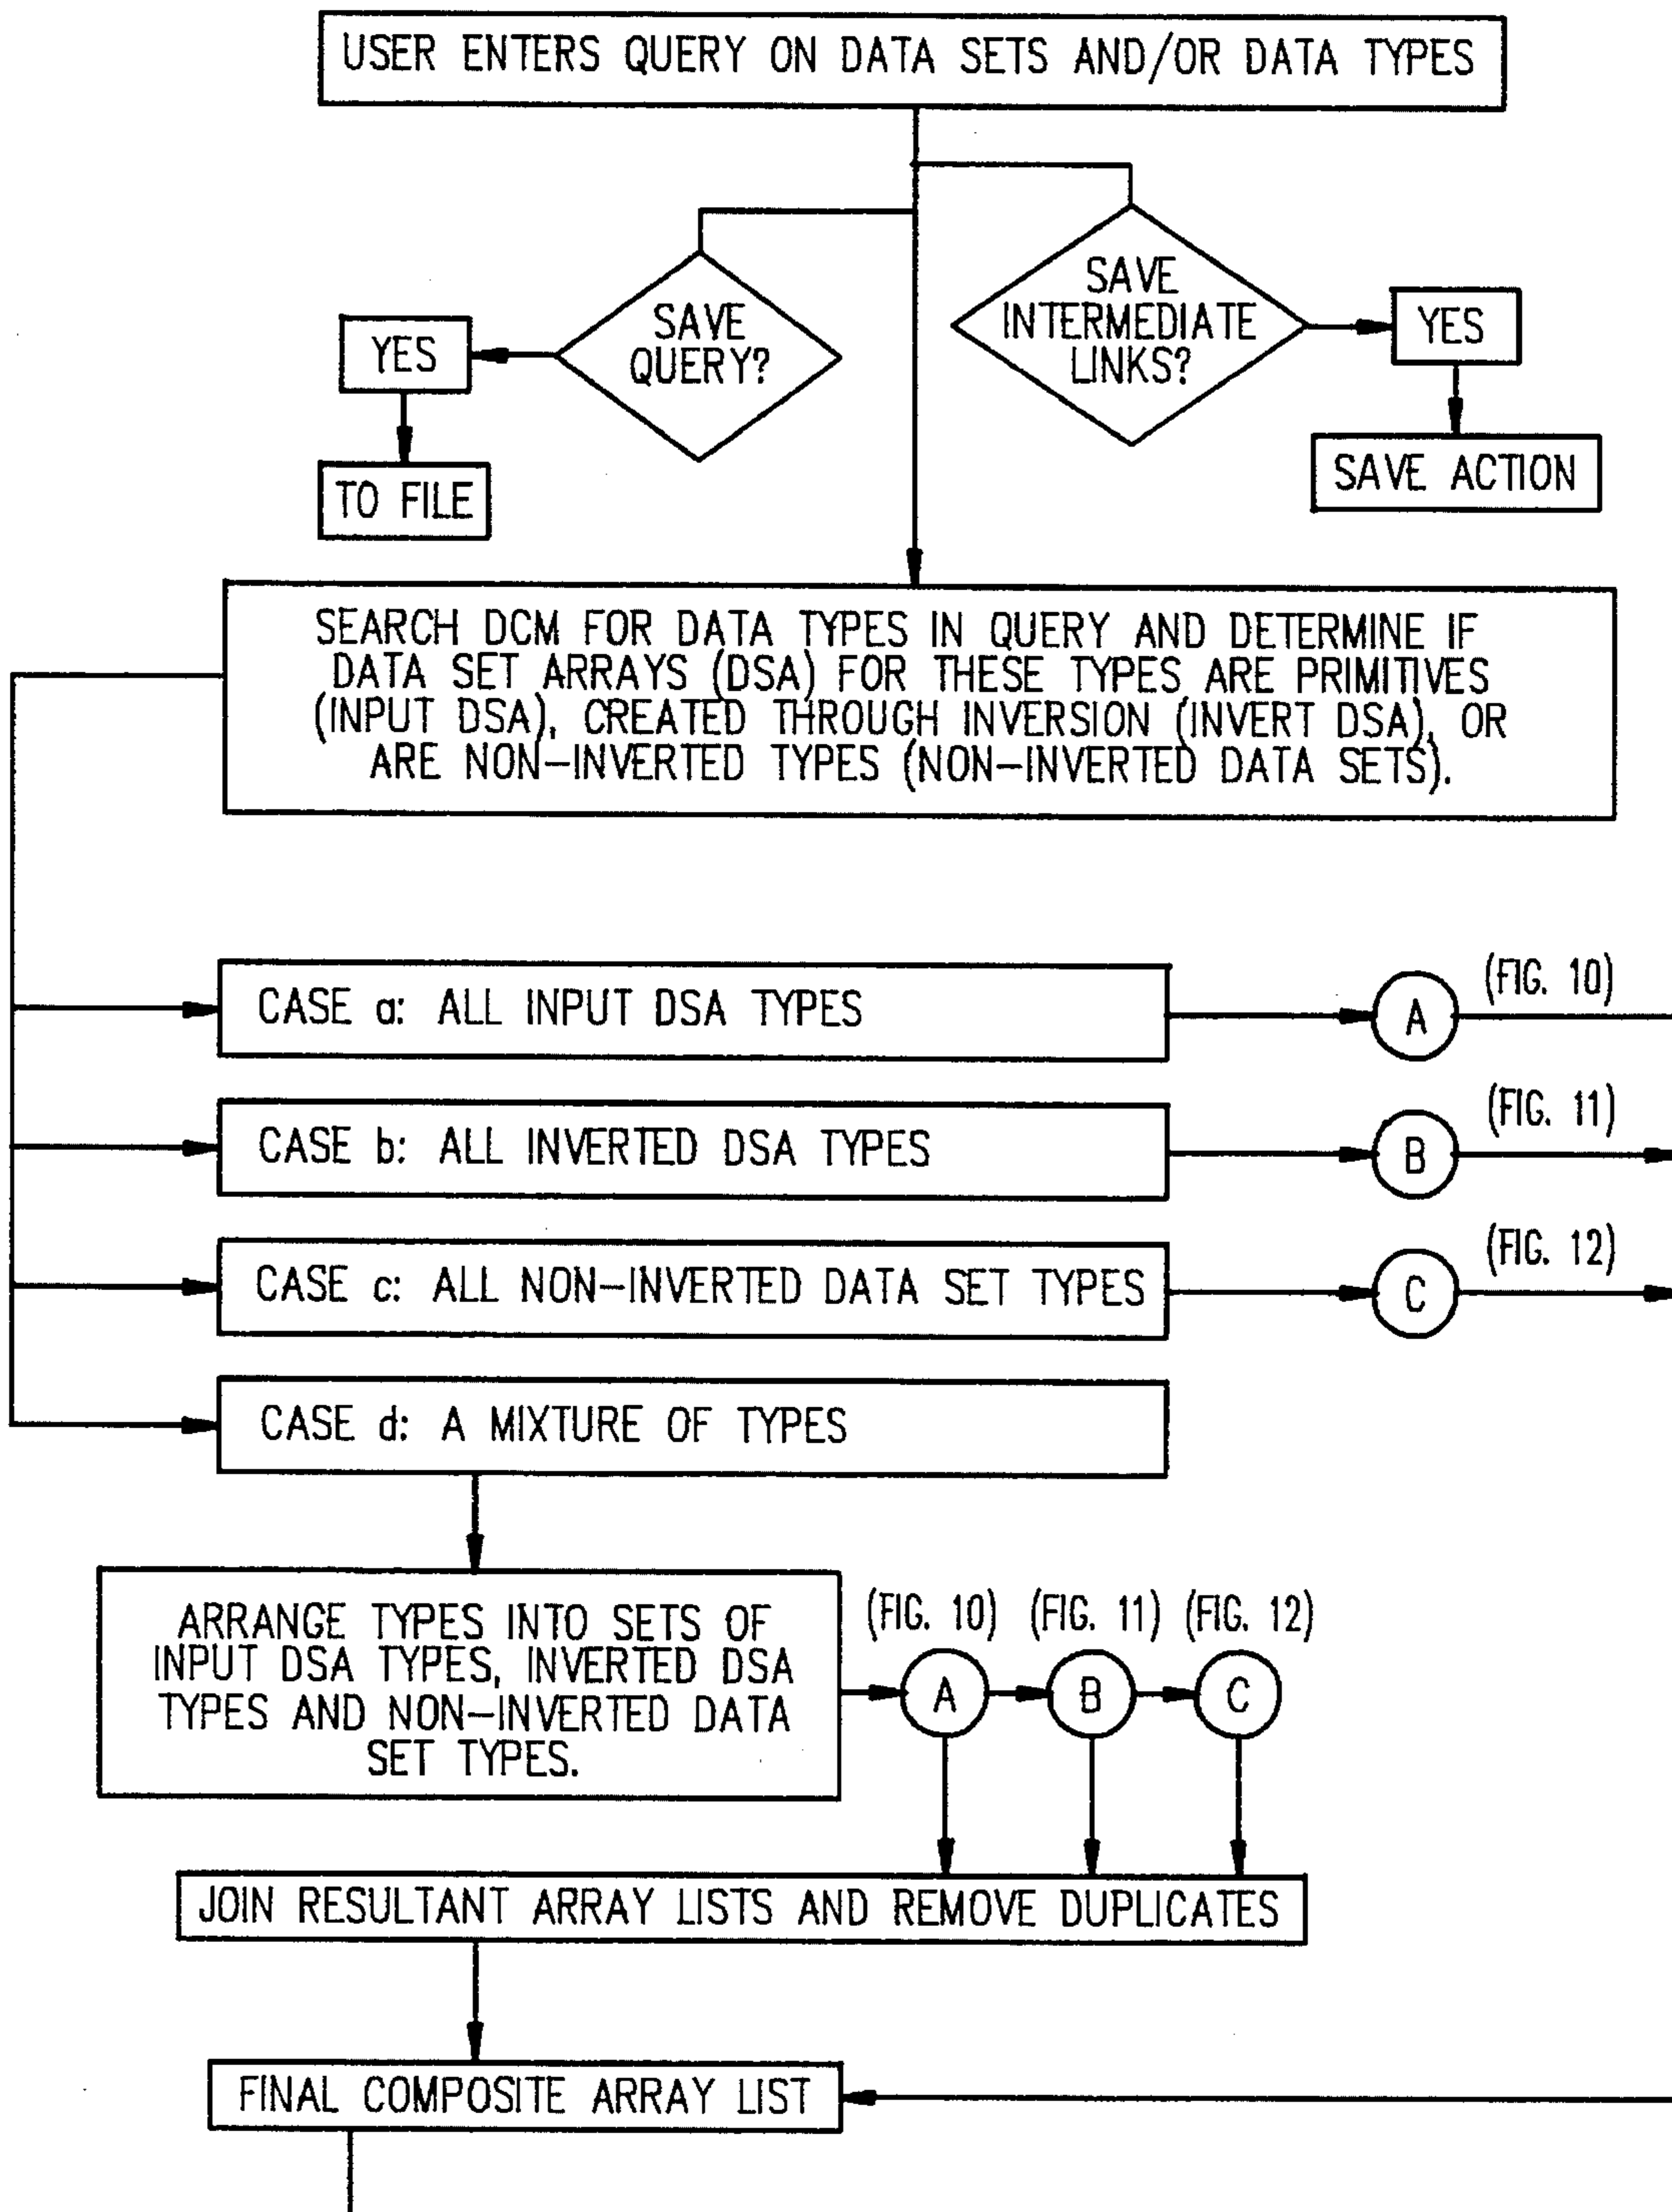 USER ENTERS QUERY ON DATA SETS AND/OR DATA TYPES
SAVE
QUERY?
YES
TO FILE
SAVE
INTERMEDIATE
LINKS?
YES
SAVE ACTION
SEARCH DCM FOR DATA TYPES IN QUERY AND DETERMINE IF
DATA SET ARRAYS (DSA) FOR THESE TYPES ARE PRIMITIVES
(INPUT DSA), CREATED THROUGH INVERSION (INVERT DSA), OR
ARE NON-INVERTED TYPES (NON-INVERTED DATA SETS).
CASE a: ALL INPUT DSA TYPES
A
(FIG. 10)
CASE b: ALL INVERTED DSA TYPES
B
(FIG. 11)
CASE c: ALL NON-INVERTED DATA SET TYPES
C
(FIG. 12)
CASE d: A MIXTURE OF TYPES
ARRANGE TYPES INTO SETS OF
INPUT DSA TYPES, INVERTED DSA
TYPES AND NON-INVERTED DATA
SET TYPES.
(FIG. 10) (FIG. 11) (FIG. 12)
A B C
JOIN RESULTANT ARRAY LISTS AND REMOVE DUPLICATES
FINAL COMPOSITE ARRAY LIST